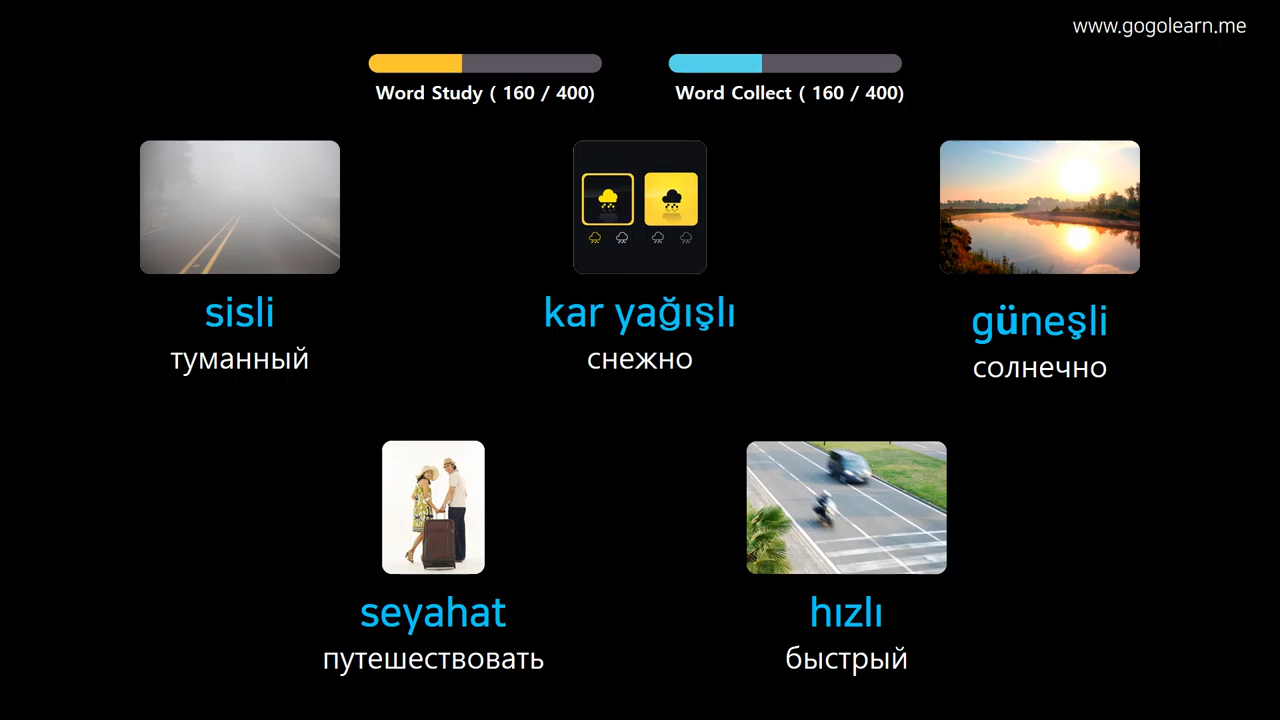 www.gogolearn.me
Word Study ( 160 / 400)
Word Collect ( 160 / 400)
sisli
туманный
kar yağışlı
снежно
güneşli
солнечно
seyahat
путешествовать
hızlı
быстрый